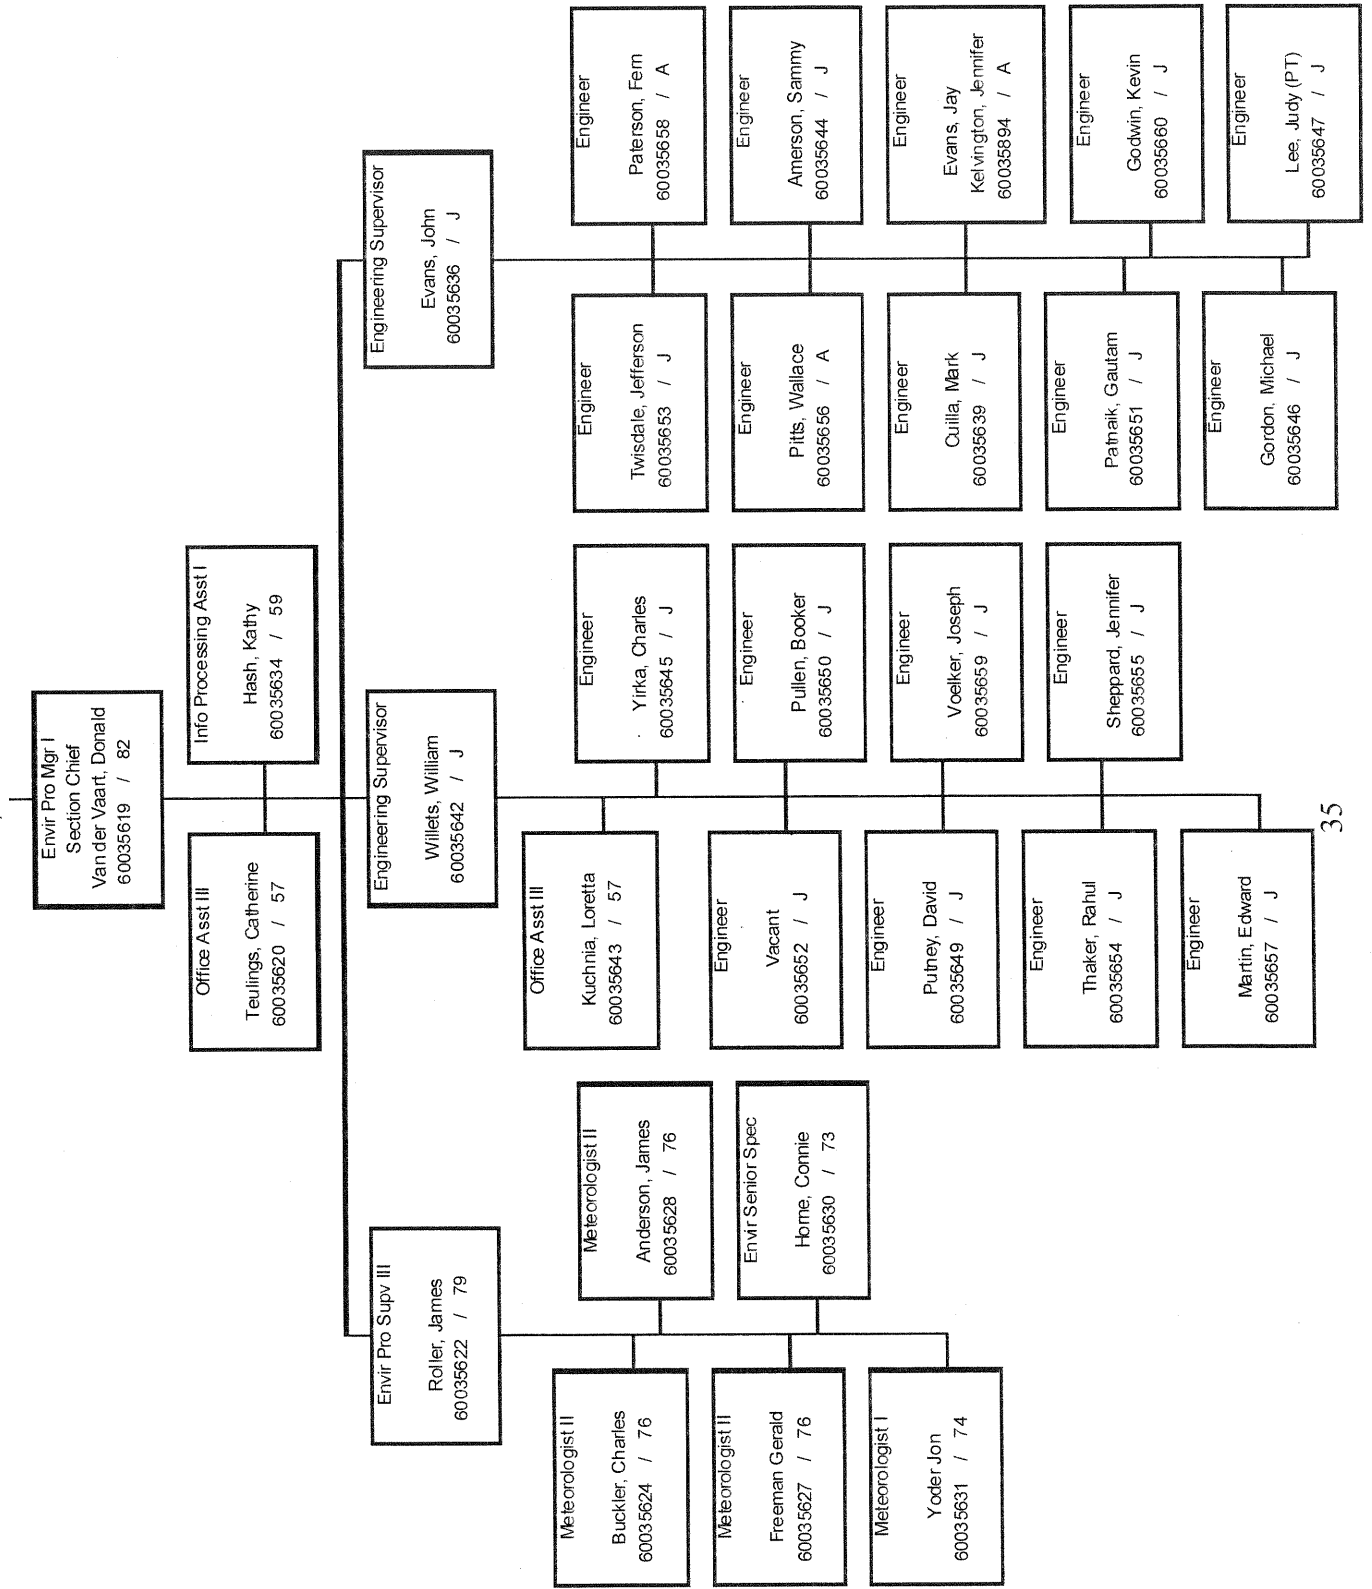 Envir Pro Mgr I
Section Chief
Van der Vaart, Donald
60035619 / 82
Office Asst III
Teulings, Catherine
60035620 / 57
Info Processing Asst I
Hash, Kathy
60035634 / 59
Envir Pro Supv III
Roller, James
60035622 / 79
Engineering Supervisor
Willets, William
60035642 / J
Engineering Supervisor
Evans, John
60035636 / J
Meteorologist II
Buckler, Charles
60035624 / 76
Meteorologist II
Anderson, James
60035628 / 76
Meteorologist II
Freeman Gerald
60035627 / 76
Envir Senior Spec
Horne, Connie
60035630 / 73
Meteorologist I
Yoder Jon
60035631 / 74
Office Asst III
Kuchnia, Loretta
60035643 / 57
Engineer
Yirka, Charles
60035645 / J
Engineer
Vacant
60035652 / J
Engineer
Pullen, Booker
60035650 / J
Engineer
Putney, David
60035649 / J
Engineer
Voelker, Joseph
60035659 / J
Engineer
Thaker, Rahul
60035654 / J
Engineer
Sheppard, Jennifer
60035655 / J
Engineer
Martin, Edward
60035657 / J
Engineer
Twisdale, Jefferson
60035653 / J
Engineer
Paterson, Fern
60035658 / A
Engineer
Pitts, Wallace
60035656 / A
Engineer
Amerson, Sammy
60035644 / J
Engineer
Cuilla, Mark
60035639 / J
Engineer
Evans, Jay
Kelvington, Jennifer
60035894 / A
Engineer
Patnaik, Gautam
60035651 / J
Engineer
Godwin, Kevin
60035660 / J
Engineer
Gordon, Michael
60035646 / J
Engineer
Lee, Judy (PT)
60035647 / J
35